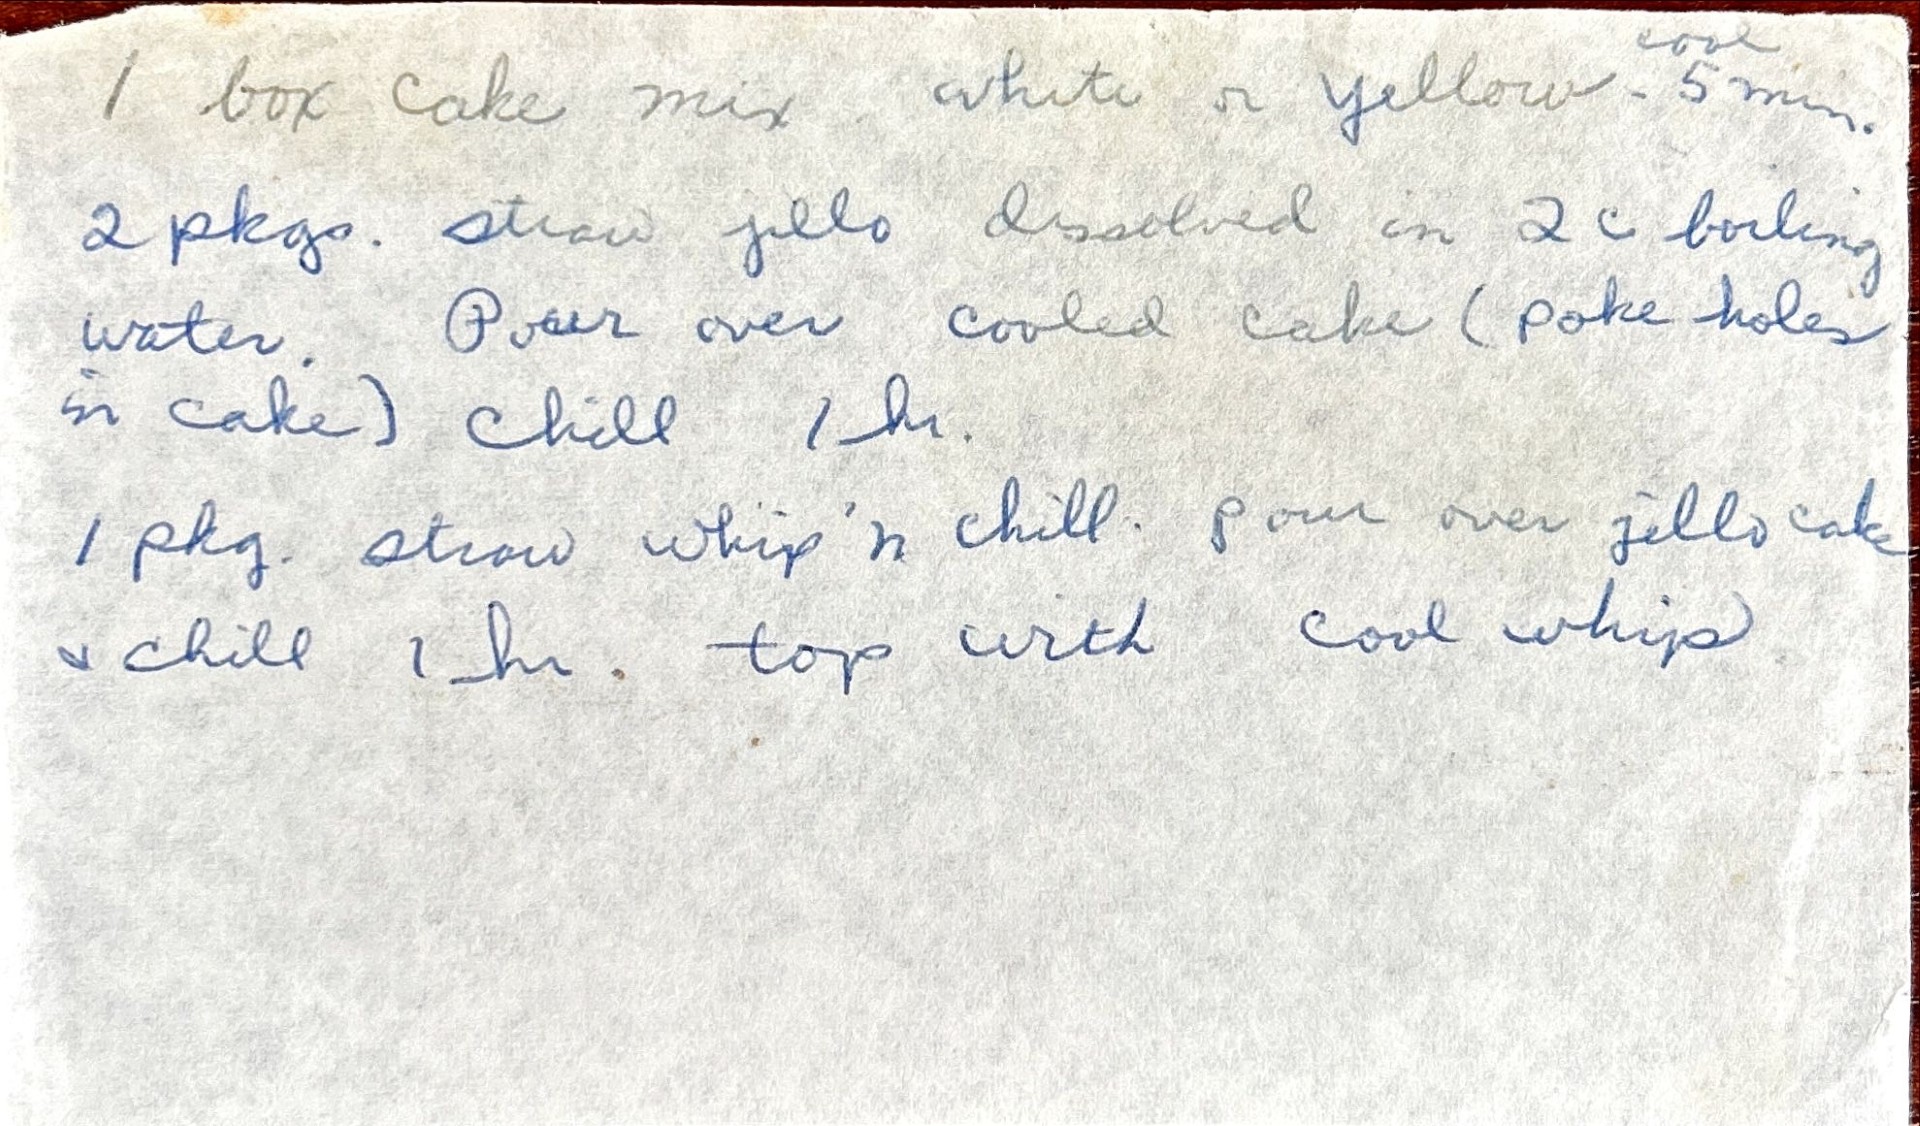 1 box cake mix white or yellow - cool 5 min.
2 pkgs. straw jello dissolved in 2 c boiling
water. Pour over cooled cake (poke holes
in cake) chill 1 hr.
1 pkg. straw whip'n chill. pour over jello cake
& chill 1 hr. top with cool whip